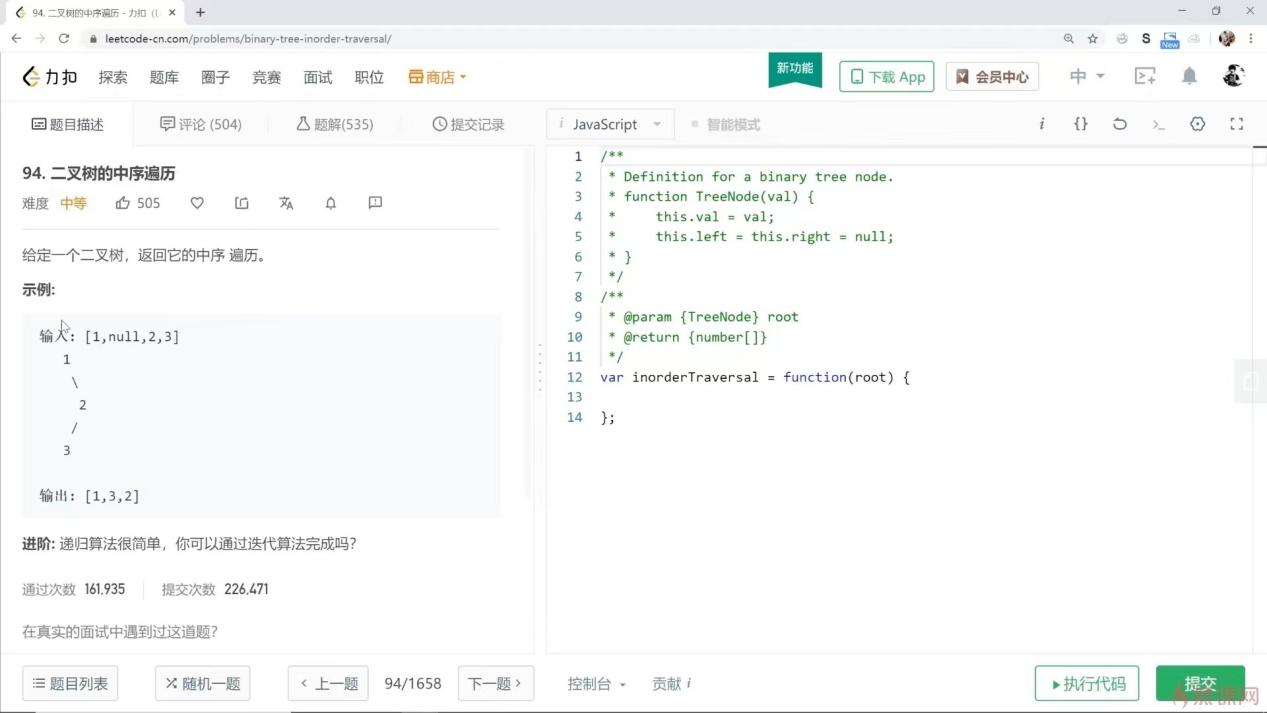 94. 二叉树的中序遍历 - 力扣 (L
leetcode-cn.com/problems/binary-tree-inorder-traversal/
S
New
力扣 探索 题库 圈子 竞赛 面试 职位 商店 新功能 下载 App 会员中心 中
题目描述 评论 (504) 题解(535) 提交记录 i JavaScript 智能模式 i {} >_
94. 二叉树的中序遍历
难度 中等 505
给定一个二叉树，返回它的中序 遍历。
示例:
输入: [1,null,2,3]
1
\
2
/
3
输出: [1,3,2]
进阶: 递归算法很简单，你可以通过迭代算法完成吗？
通过次数 161,935 提交次数 226,471
在真实的面试中遇到过这道题?
1 /**
2 * Definition for a binary tree node.
3 * function TreeNode(val) {
4 *     this.val = val;
5 *     this.left = this.right = null;
6 * }
7 */
8 /**
9 * @param {TreeNode} root
10 * @return {number[]}
11 */
12 var inorderTraversal = function(root) {
13
14 };
题目列表 随机一题 < 上一题 94/1658 下一题 > 控制台 贡献 i 执行代码 提交
慕课网